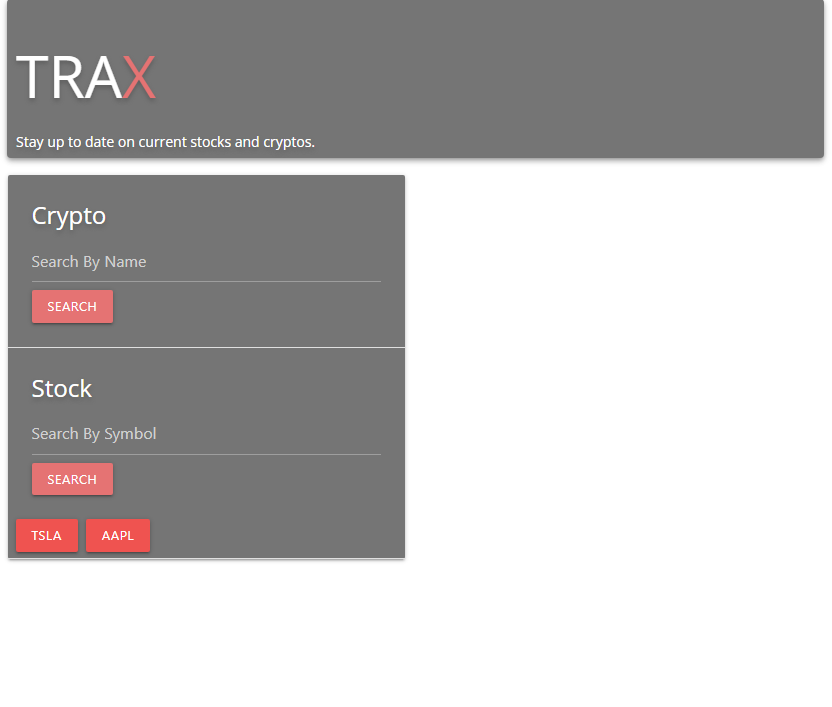 TRAX
Stay up to date on current stocks and cryptos.
Crypto
Search By Name
SEARCH
Stock
Search By Symbol
SEARCH
TSLA AAPL